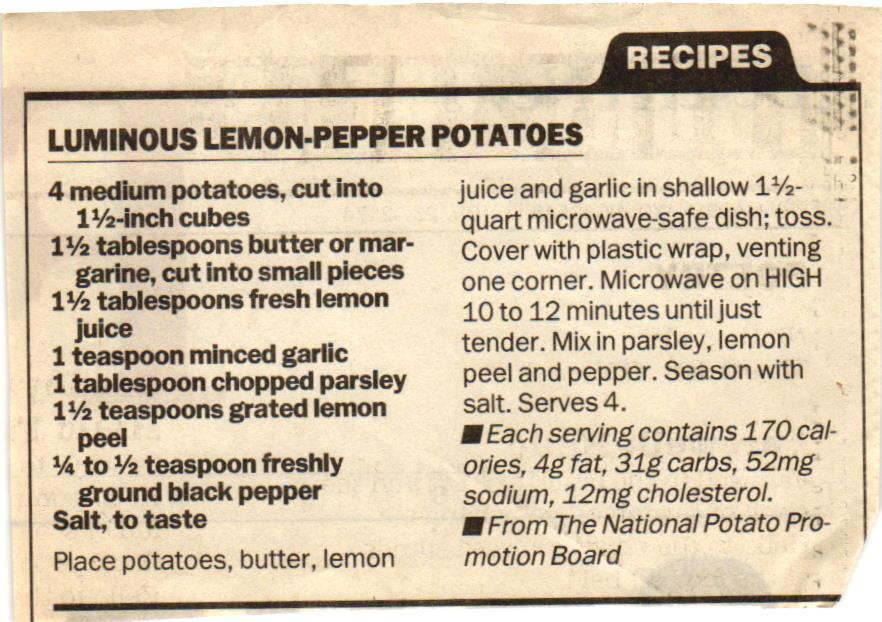 RECIPES
LUMINOUS LEMON-PEPPER POTATOES
4 medium potatoes, cut into
1½-inch cubes
1½ tablespoons butter or mar-
garine, cut into small pieces
1½ tablespoons fresh lemon
juice
1 teaspoon minced garlic
1 tablespoon chopped parsley
1½ teaspoons grated lemon
peel
¼ to ½ teaspoon freshly
ground black pepper
Salt, to taste
Place potatoes, butter, lemon
juice and garlic in shallow 1½-
quart microwave-safe dish; toss.
Cover with plastic wrap, venting
one corner. Microwave on HIGH
10 to 12 minutes until just
tender. Mix in parsley, lemon
peel and pepper. Season with
salt. Serves 4.
■ Each serving contains 170 cal-
ories, 4g fat, 31g carbs, 52mg
sodium, 12mg cholesterol.
■ From The National Potato Pro-
motion Board